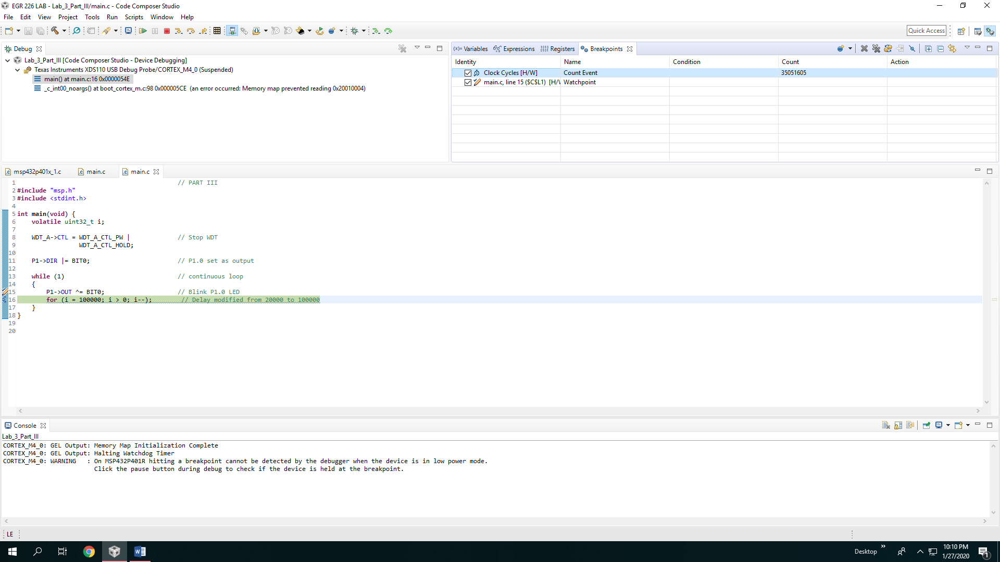 EGR 226 LAB - Lab_3_Part_III/main.c - Code Composer Studio
File Edit View Project Tools Run Scripts Window Help
Quick Access
Debug
Lab_3_Part_III [Code Composer Studio - Device Debugging]
Texas Instruments XDS110 USB Debug Probe/CORTEX_M4_0 (Suspended)
main() at main.c:16 0x0000054E
_c_int00_noargs() at boot_cortex_m.c:98 0x000005CE (an error occurred: Memory map prevented reading 0x20010004)
(x)= Variables Expressions 1010 0101 Registers Breakpoints
Identity Name Condition Count Action
Clock Cycles [H/W] Count Event 35051605
main.c, line 15 ($C$L1) [H/\ Watchpoint
msp432p401x_1.c main.c main.c
1 // PART III
2 #include "msp.h"
3 #include <stdint.h>
4
5 int main(void) {
6 volatile uint32_t i;
7
8 WDT_A->CTL = WDT_A_CTL_PW | // Stop WDT
9 WDT_A_CTL_HOLD;
10
11 P1->DIR |= BIT0; // P1.0 set as output
12
13 while (1) // continuous loop
14 {
15 P1->OUT ^= BIT0; // Blink P1.0 LED
16 for (i = 100000; i > 0; i--); // Delay modified from 20000 to 100000
17 }
18 }
19
20
Console
Lab_3_Part_III
CORTEX_M4_0: GEL Output: Memory Map Initialization Complete
CORTEX_M4_0: GEL Output: Halting Watchdog Timer
CORTEX_M4_0: WARNING : On MSP432P401R hitting a breakpoint cannot be detected by the debugger when the device is in low power mode.
Click the pause button during debug to check if the device is held at the breakpoint.
LE
Desktop
10:10 PM
1/27/2020
1